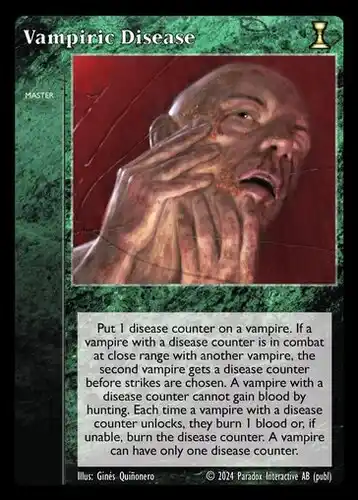 Vampiric Disease
MASTER
Put 1 disease counter on a vampire. If a
vampire with a disease counter is in combat
at close range with another vampire, the
second vampire gets a disease counter
before strikes are chosen. A vampire with a
disease counter cannot gain blood by
hunting. Each time a vampire with a disease
counter unlocks, they burn 1 blood or, if
unable, burn the disease counter. A vampire
can have only one disease counter.
Illus: Ginés Quiñonero © 2024 Paradox Interactive AB (publ)